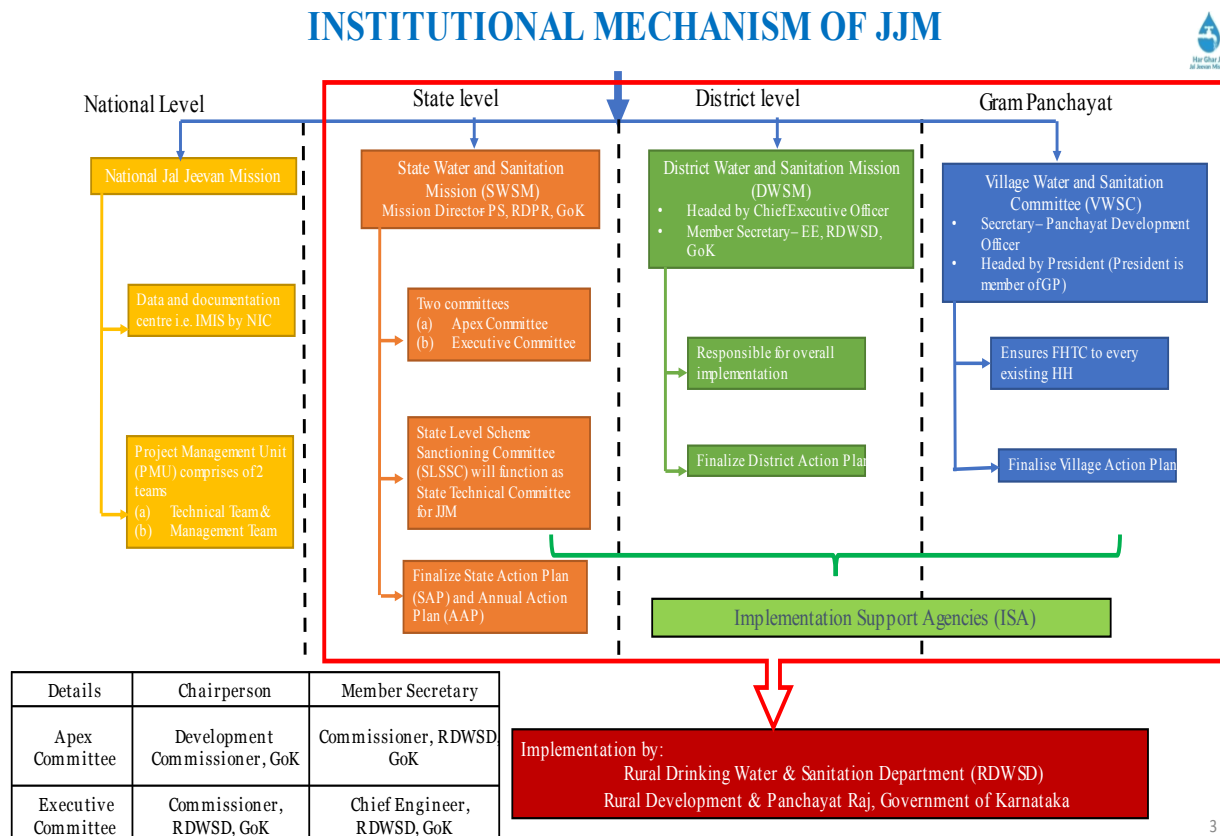 INSTITUTIONAL MECHANISM OF JJM
Har Ghar J
Jal Jeevan Mis
National Level
State level
District level
Gram Panchayat
National Jal Jeevan Mission
Data and documentation
centre i.e. IMIS by NIC
Project Management Unit
(PMU) comprises of 2
teams
(a) Technical Team &
(b) Management Team
State Water and Sanitation
Mission (SWSM)
Mission Director- PS, RDPR, GoK
Two committees
(a) Apex Committee
(b) Executive Committee
State Level Scheme
Sanctioning Committee
(SLSSC) will function as
State Technical Committee
for JJM
Finalize State Action Plan
(SAP) and Annual Action
Plan (AAP)
District Water and Sanitation Mission
(DWSM)
• Headed by Chief Executive Officer
• Member Secretary – EE, RDWSD,
GoK
Responsible for overall
implementation
Finalize District Action Plan
Village Water and Sanitation
Committee (VWSC)
• Secretary – Panchayat Development
Officer
• Headed by President (President is
member of GP)
Ensures FHTC to every
existing HH
Finalise Village Action Plan
Implementation Support Agencies (ISA)
Details Chairperson Member Secretary
Apex
Committee
Development
Commissioner, GoK
Commissioner, RDWSD,
GoK
Executive
Committee
Commissioner,
RDWSD, GoK
Chief Engineer,
RDWSD, GoK
Implementation by:
Rural Drinking Water & Sanitation Department (RDWSD)
Rural Development & Panchayat Raj, Government of Karnataka
3